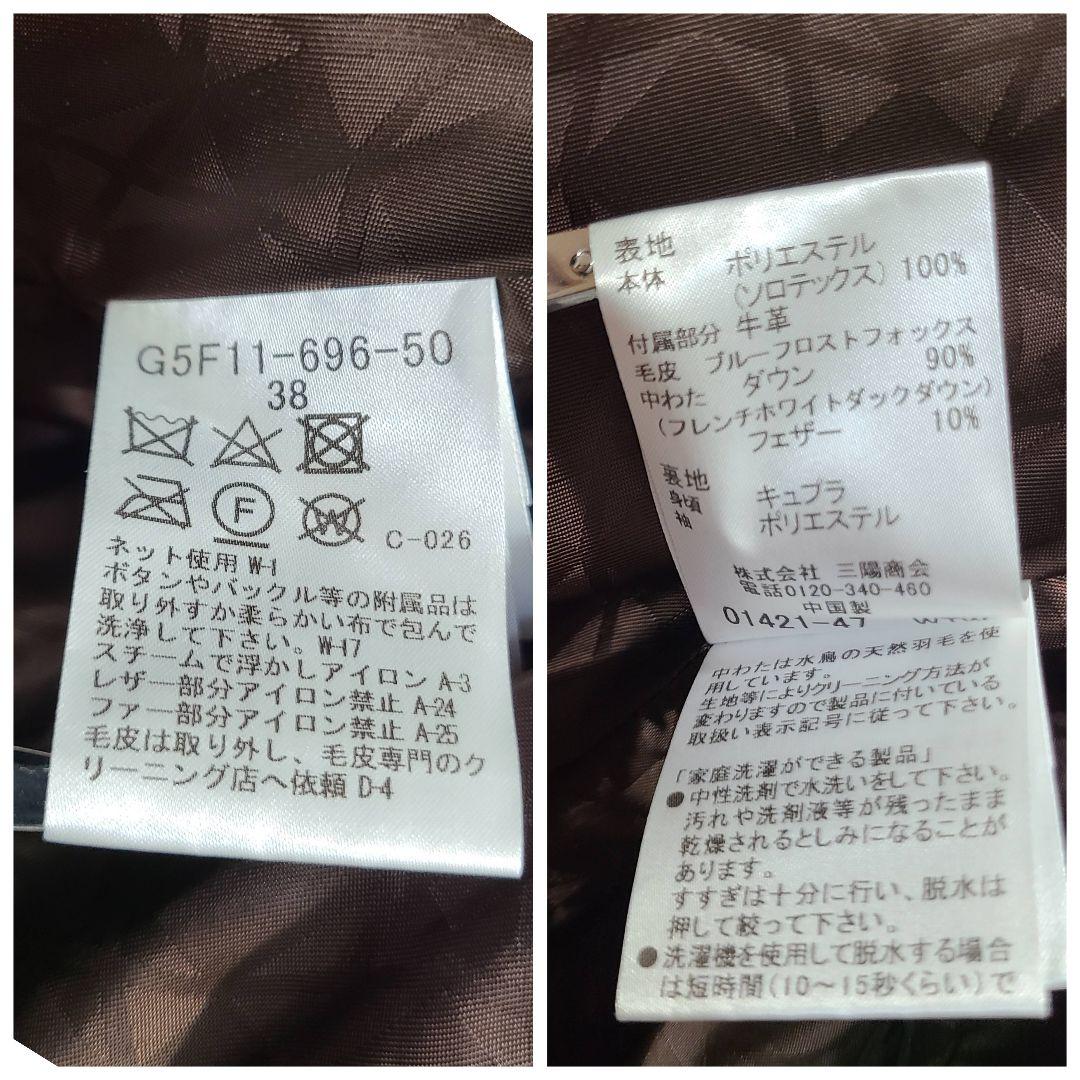 G5F11-696-50
38
F
W
C-026
ネット使用 W-1
ボタンやバックル等の附属品は
取り外すか柔らかい布で包んで
洗浄して下さい。W-17
スチームで浮かしアイロン A-3
レザー部分アイロン禁止 A-24
ファー部分アイロン禁止 A-25
毛皮は取り外し、毛皮専門のク
リーニング店へ依頼 D-4
表地
本体 ポリエステル
(ソロテックス) 100%
付属部分 牛革
毛皮 ブルーフロストフォックス
中わた ダウン 90%
(フレンチホワイトダックダウン)
フェザー 10%
裏地
身頃 キュプラ
袖 ポリエステル
株式会社 三陽商会
電話0120-340-460
中国製
01421-47
中わたは水鳥の天然羽毛を使
用しています。
生地等によりクリーニング方法が
変わりますので製品に付いている
取扱い表示記号に従って下さい。
「家庭洗濯ができる製品」
●中性洗剤で水洗いをして下さい。
汚れや洗剤液等が残ったまま
乾燥されるとしみになることが
あります。
すすぎは十分に行い、脱水は
押して絞って下さい。
●洗濯機を使用して脱水する場合
は短時間(10〜15秒くらい)で